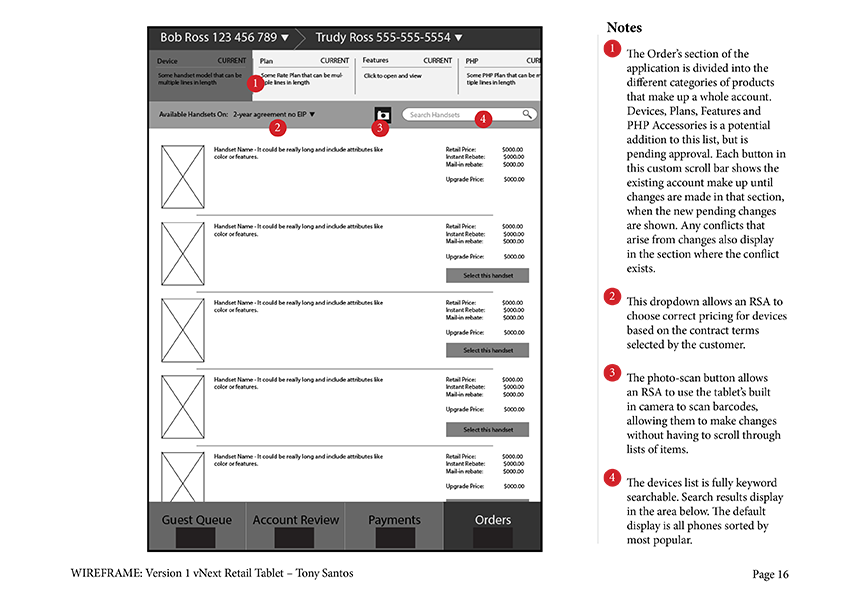 Bob Ross 123 456 789 ▼ Trudy Ross 555-555-5554 ▼
Device CURRENT
Some handset model that can be
multiple lines in length
Plan CURRENT
Some Rate Plan that can be mul-
tiple lines in length
Features CURRENT
Click to open and view
PHP CURR
Some PHP Plan that can be m
tiple lines in length
1
Available Handsets On: 2-year agreement no EIP ▼
Search Handsets
2
3
4
Handset Name - It could be really long and include attributes like
color or features.
Retail Price: $000.00
Instant Rebate: $000.00
Mail-in rebate: $000.00
Upgrade Price: $000.00
Handset Name - It could be really long and include attributes like
color or features.
Retail Price: $000.00
Instant Rebate: $000.00
Mail-in rebate: $000.00
Upgrade Price: $000.00
Select this handset
Handset Name - It could be really long and include attributes like
color or features.
Retail Price: $000.00
Instant Rebate: $000.00
Mail-in rebate: $000.00
Upgrade Price: $000.00
Select this handset
Handset Name - It could be really long and include attributes like
color or features.
Retail Price: $000.00
Instant Rebate: $000.00
Mail-in rebate: $000.00
Upgrade Price: $000.00
Select this handset
Handset Name - It could be really long and include attributes like
color or features.
Retail Price: $000.00
Instant Rebate: $000.00
Mail-in rebate: $000.00
Upgrade Price: $000.00
Guest Queue Account Review Payments Orders
Notes
1
The Order's section of the
application is divided into the
different categories of products
that make up a whole account.
Devices, Plans, Features and
PHP Accessories is a potential
addition to this list, but is
pending approval. Each button in
this custom scroll bar shows the
existing account make up until
changes are made in that section,
when the new pending changes
are shown. Any conflicts that
arise from changes also display
in the section where the conflict
exists.
2
This dropdown allows an RSA to
choose correct pricing for devices
based on the contract terms
selected by the customer.
3
The photo-scan button allows
an RSA to use the tablet's built
in camera to scan barcodes,
allowing them to make changes
without having to scroll through
lists of items.
4
The devices list is fully keyword
searchable. Search results display
in the area below. The default
display is all phones sorted by
most popular.
WIREFRAME: Version 1 vNext Retail Tablet – Tony Santos
Page 16